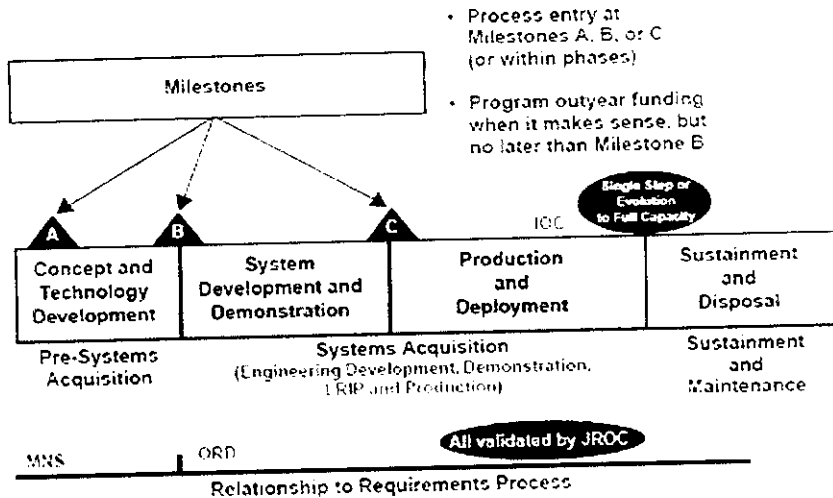 • Process entry at
Milestones A, B, or C
(or within phases)
• Program outyear funding
when it makes sense, but
no later than Milestone B
Milestones
A
B
C
IOC
Single Step or
Evolution
to Full Capacity
Concept and
Technology
Development
System
Development and
Demonstration
Production
and
Deployment
Sustainment
and
Disposal
Pre-Systems
Acquisition
Systems Acquisition
(Engineering Development, Demonstration,
LRIP and Production)
Sustainment
and
Maintenance
All validated by JROC
MNS
ORD
Relationship to Requirements Process